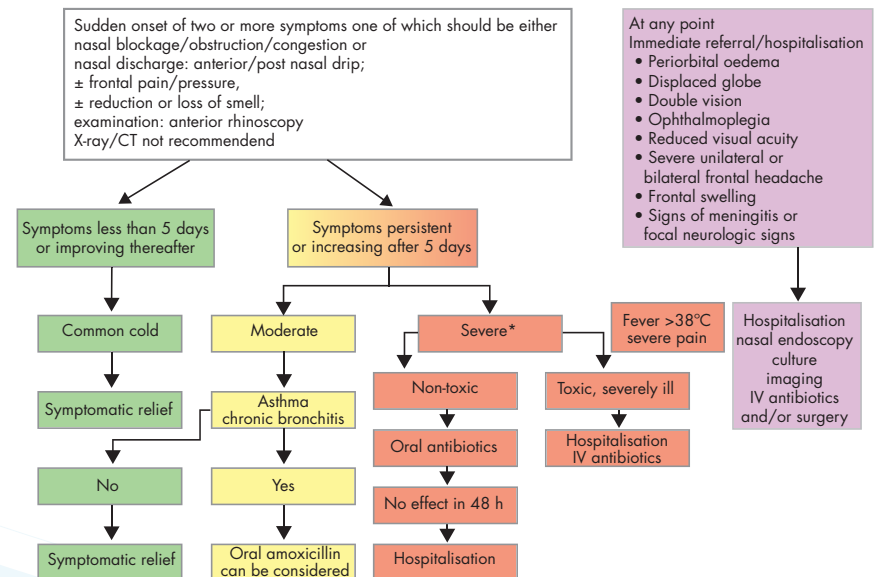 Sudden onset of two or more symptoms one of which should be either
nasal blockage/obstruction/congestion or
nasal discharge: anterior/post nasal drip;
± frontal pain/pressure,
± reduction or loss of smell;
examination: anterior rhinoscopy
X-ray/CT not recommendend
At any point
Immediate referral/hospitalisation
• Periorbital oedema
• Displaced globe
• Double vision
• Ophthalmoplegia
• Reduced visual acuity
• Severe unilateral or
bilateral frontal headache
• Frontal swelling
• Signs of meningitis or
focal neurologic signs
Symptoms less than 5 days
or improving thereafter
Symptoms persistent
or increasing after 5 days
Common cold
Moderate
Severe*
Fever >38°C
severe pain
Hospitalisation
nasal endoscopy
culture
imaging
IV antibiotics
and/or surgery
Symptomatic relief
Asthma
chronic bronchitis
Non-toxic
Toxic, severely ill
Oral antibiotics
Hospitalisation
IV antibiotics
No
Yes
No effect in 48 h
Symptomatic relief
Oral amoxicillin
can be considered
Hospitalisation